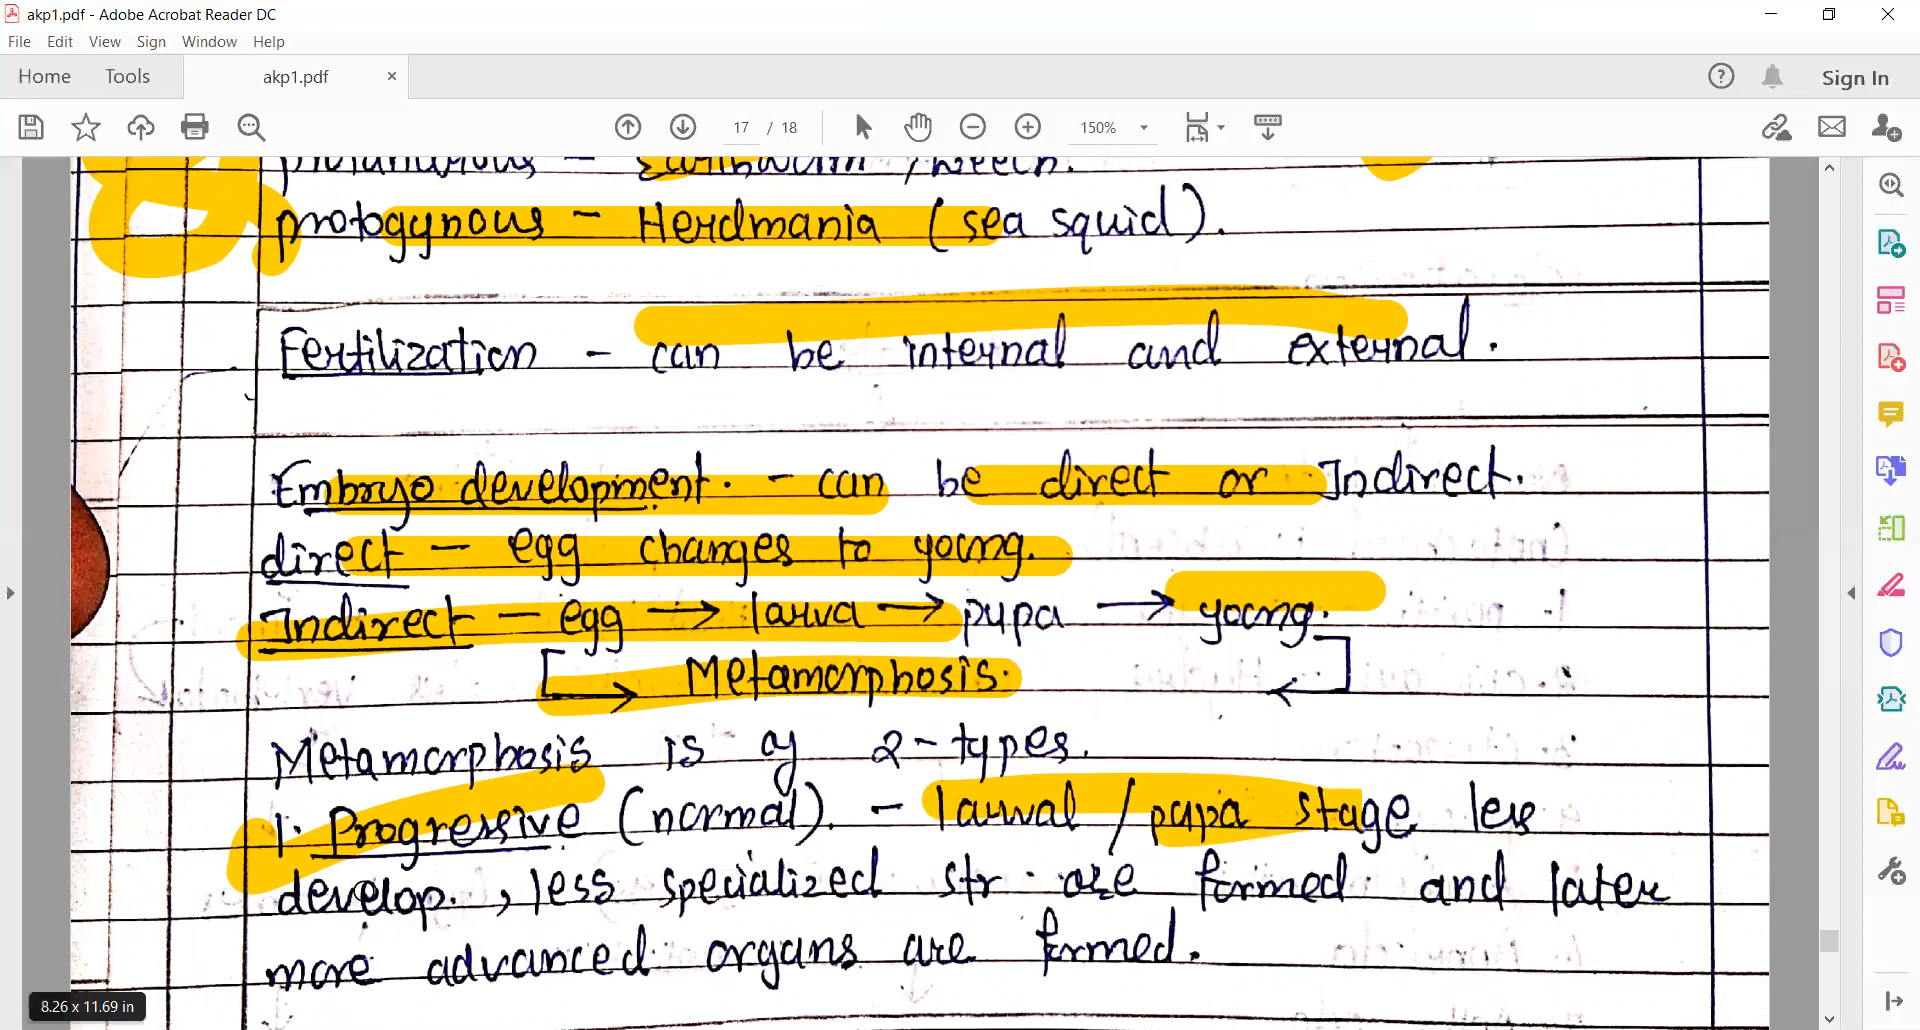 akp1.pdf - Adobe Acrobat Reader DC
File Edit View Sign Window Help
Home Tools akp1.pdf × Sign In
17 / 18 150%
protogynous - Herdmania (sea squid).
Fertilization - can be internal and external.
Embryo development. - can be direct or Indirect.
direct - egg changes to young.
Indirect - egg → larva → pupa → young.
Metamorphosis.
Metamorphosis is of 2-types.
1. Progressive (normal). - larval / pupa stage less
develop. , less specialized str. are formed and later
more advanced organs are formed.
8.26 x 11.69 in